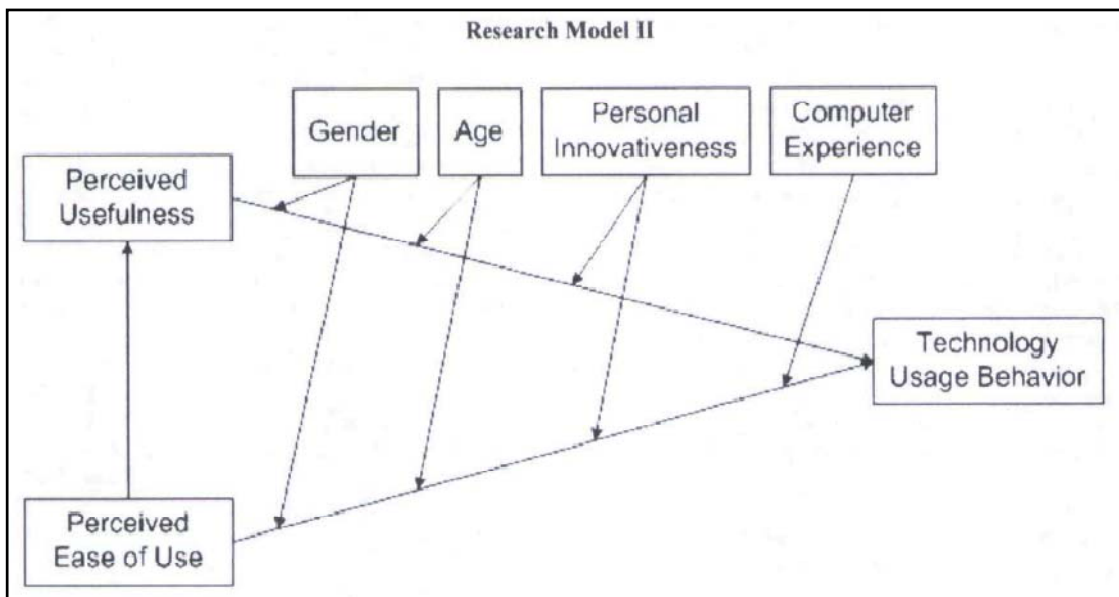 Research Model II
Gender
Age
Personal
Innovativeness
Computer
Experience
Perceived
Usefulness
Technology
Usage Behavior
Perceived
Ease of Use